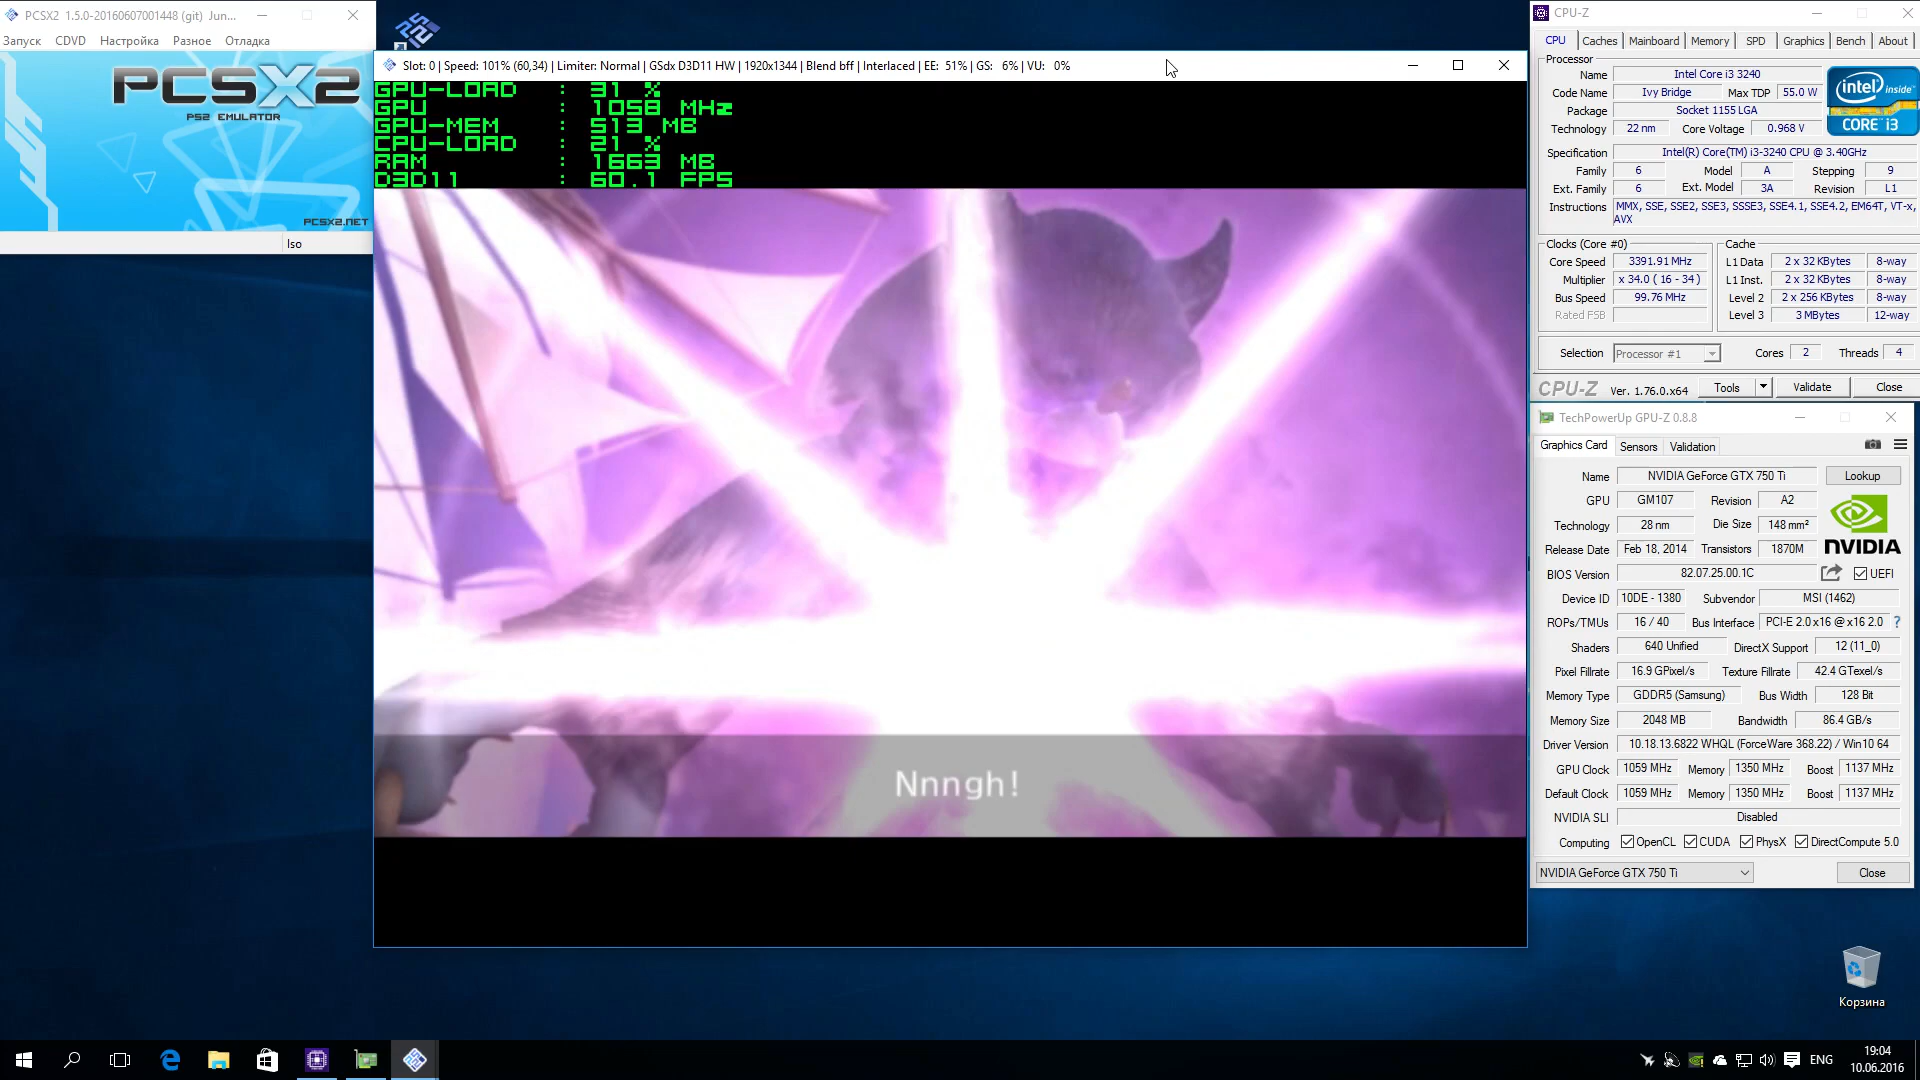 PCSX2 1.5.0-20160607001448 (git) Jun...
Запуск CDVD Настройка Разное Отладка
PCSX2
PS2 EMULATOR
PCSX2.NET
Iso
Slot: 0 | Speed: 101% (60,34) | Limiter: Normal | GSdx D3D11 HW | 1920x1344 | Blend bff | Interlaced | EE: 51% | GS: 6% | VU: 0%
GPU-LOAD : 31 %
GPU : 1058 MHz
GPU-MEM : 513 MB
CPU-LOAD : 21 %
RAM : 1663 MB
D3D11 : 60.1 FPS
Nnngh!
CPU-Z
CPU Caches Mainboard Memory SPD Graphics Bench About
Processor
Name Intel Core i3 3240
Code Name Ivy Bridge Max TDP 55.0 W
Package Socket 1155 LGA
Technology 22 nm Core Voltage 0.968 V
intel inside™
CORE i3
Specification Intel(R) Core(TM) i3-3240 CPU @ 3.40GHz
Family 6 Model A Stepping 9
Ext. Family 6 Ext. Model 3A Revision L1
Instructions MMX, SSE, SSE2, SSE3, SSSE3, SSE4.1, SSE4.2, EM64T, VT-x,
AVX
Clocks (Core #0) Cache
Core Speed 3391.91 MHz L1 Data 2 x 32 KBytes 8-way
Multiplier x 34.0 ( 16 - 34 ) L1 Inst. 2 x 32 KBytes 8-way
Bus Speed 99.76 MHz Level 2 2 x 256 KBytes 8-way
Rated FSB Level 3 3 MBytes 12-way
Selection Processor #1 Cores 2 Threads 4
CPU-Z Ver. 1.76.0.x64 Tools Validate Close
TechPowerUp GPU-Z 0.8.8
Graphics Card Sensors Validation
Name NVIDIA GeForce GTX 750 Ti Lookup
GPU GM107 Revision A2
Technology 28 nm Die Size 148 mm²
Release Date Feb 18, 2014 Transistors 1870M
NVIDIA
BIOS Version 82.07.25.00.1C UEFI
Device ID 10DE - 1380 Subvendor MSI (1462)
ROPs/TMUs 16 / 40 Bus Interface PCI-E 2.0 x16 @ x16 2.0 ?
Shaders 640 Unified DirectX Support 12 (11_0)
Pixel Fillrate 16.9 GPixel/s Texture Fillrate 42.4 GTexel/s
Memory Type GDDR5 (Samsung) Bus Width 128 Bit
Memory Size 2048 MB Bandwidth 86.4 GB/s
Driver Version 10.18.13.6822 WHQL (ForceWare 368.22) / Win10 64
GPU Clock 1059 MHz Memory 1350 MHz Boost 1137 MHz
Default Clock 1059 MHz Memory 1350 MHz Boost 1137 MHz
NVIDIA SLI Disabled
Computing OpenCL CUDA PhysX DirectCompute 5.0
NVIDIA GeForce GTX 750 Ti Close
Корзина
ENG
19:04
10.06.2016